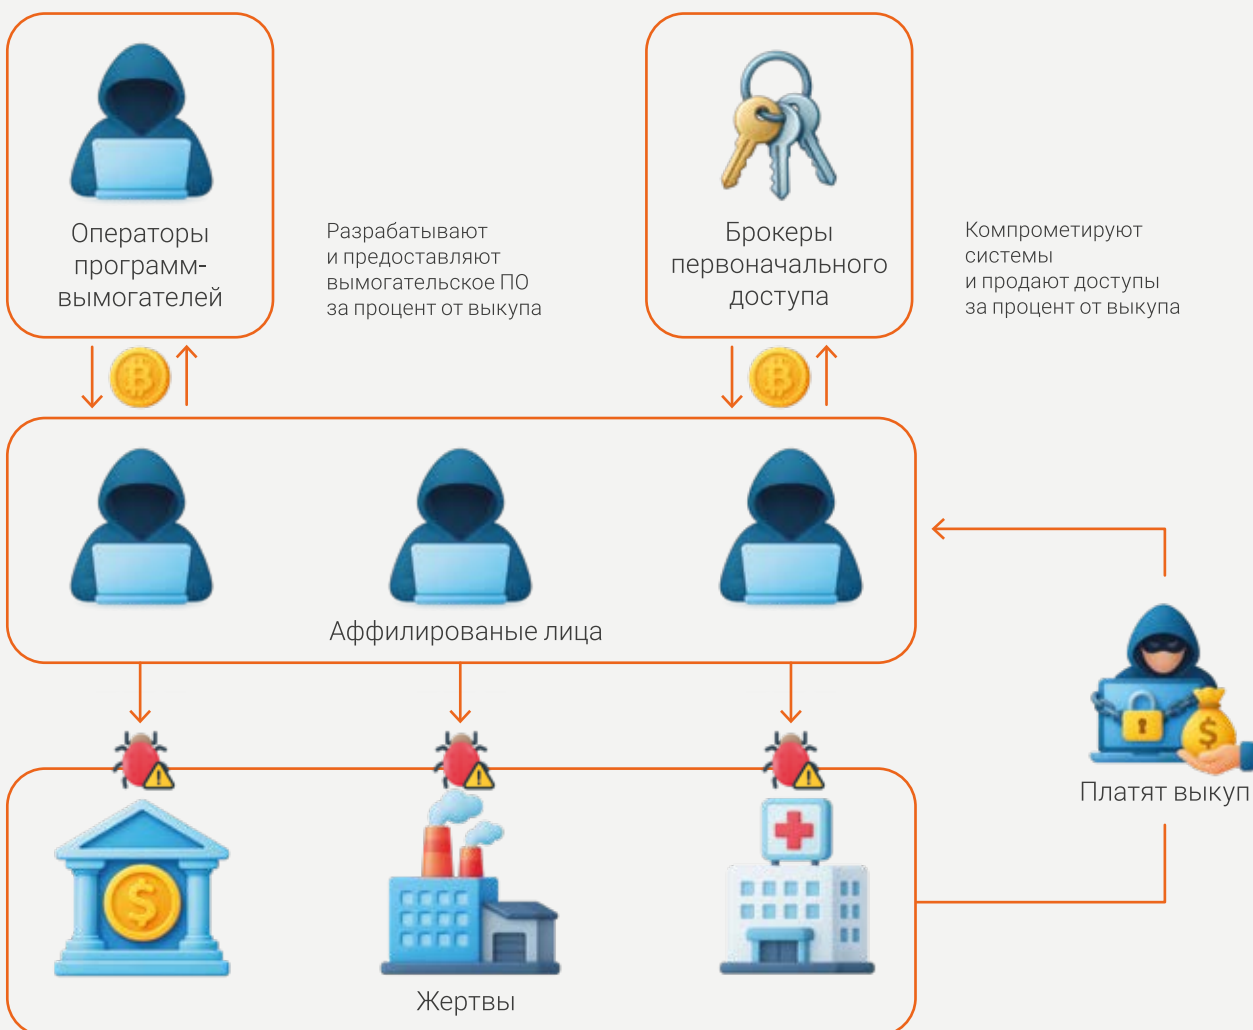 Операторы
программ-
вымогателей
Разрабатывают
и предоставляют
вымогательское ПО
за процент от выкупа
Брокеры
первоначального
доступа
Компрометируют
системы
и продают доступы
за процент от выкупа
Аффилированые лица
Платят выкуп
Жертвы